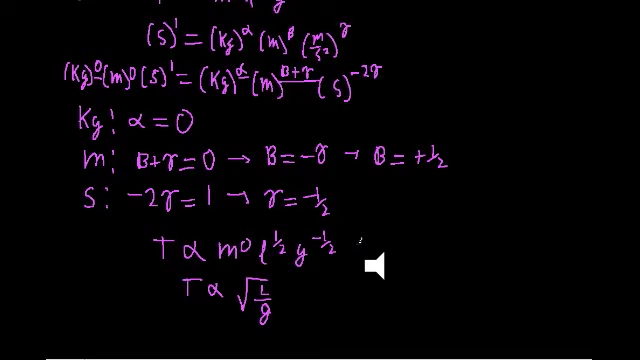 (S)¹ = (Kg)^α (m)^β (m/s²)^γ
(Kg)⁰ (m)⁰ (S)¹ = (Kg)^α (m)^(β+γ) (S)^(-2γ)
Kg: α = 0
m: β+γ = 0 → β = -γ → β = +1/2
S: -2γ = 1 → γ = -1/2
T α m⁰ l^(1/2) g^(-1/2)
T α √(L/g)